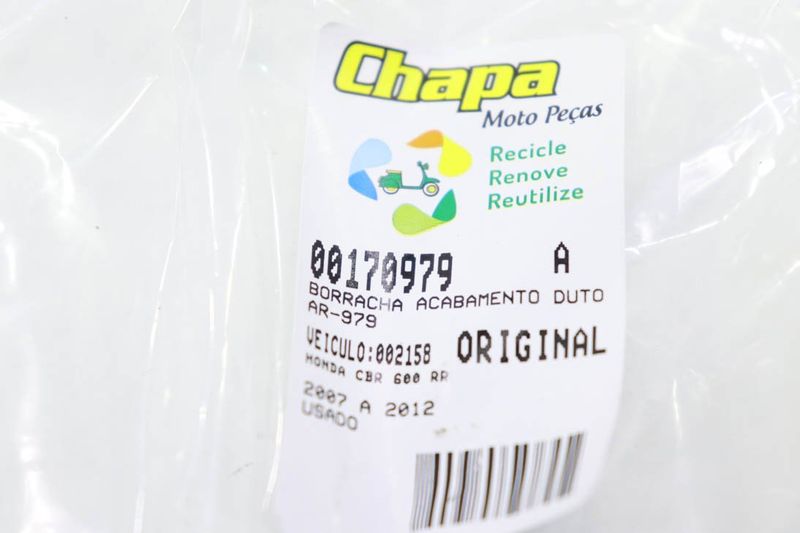 Chapa
Moto Peças
Recicle
Renove
Reutilize
00170979 A
BORRACHA ACABAMENTO DUTO
AR-979
VEICULO:002158 ORIGINAL
HONDA CBR 600 RR
2007 A 2012
USADO